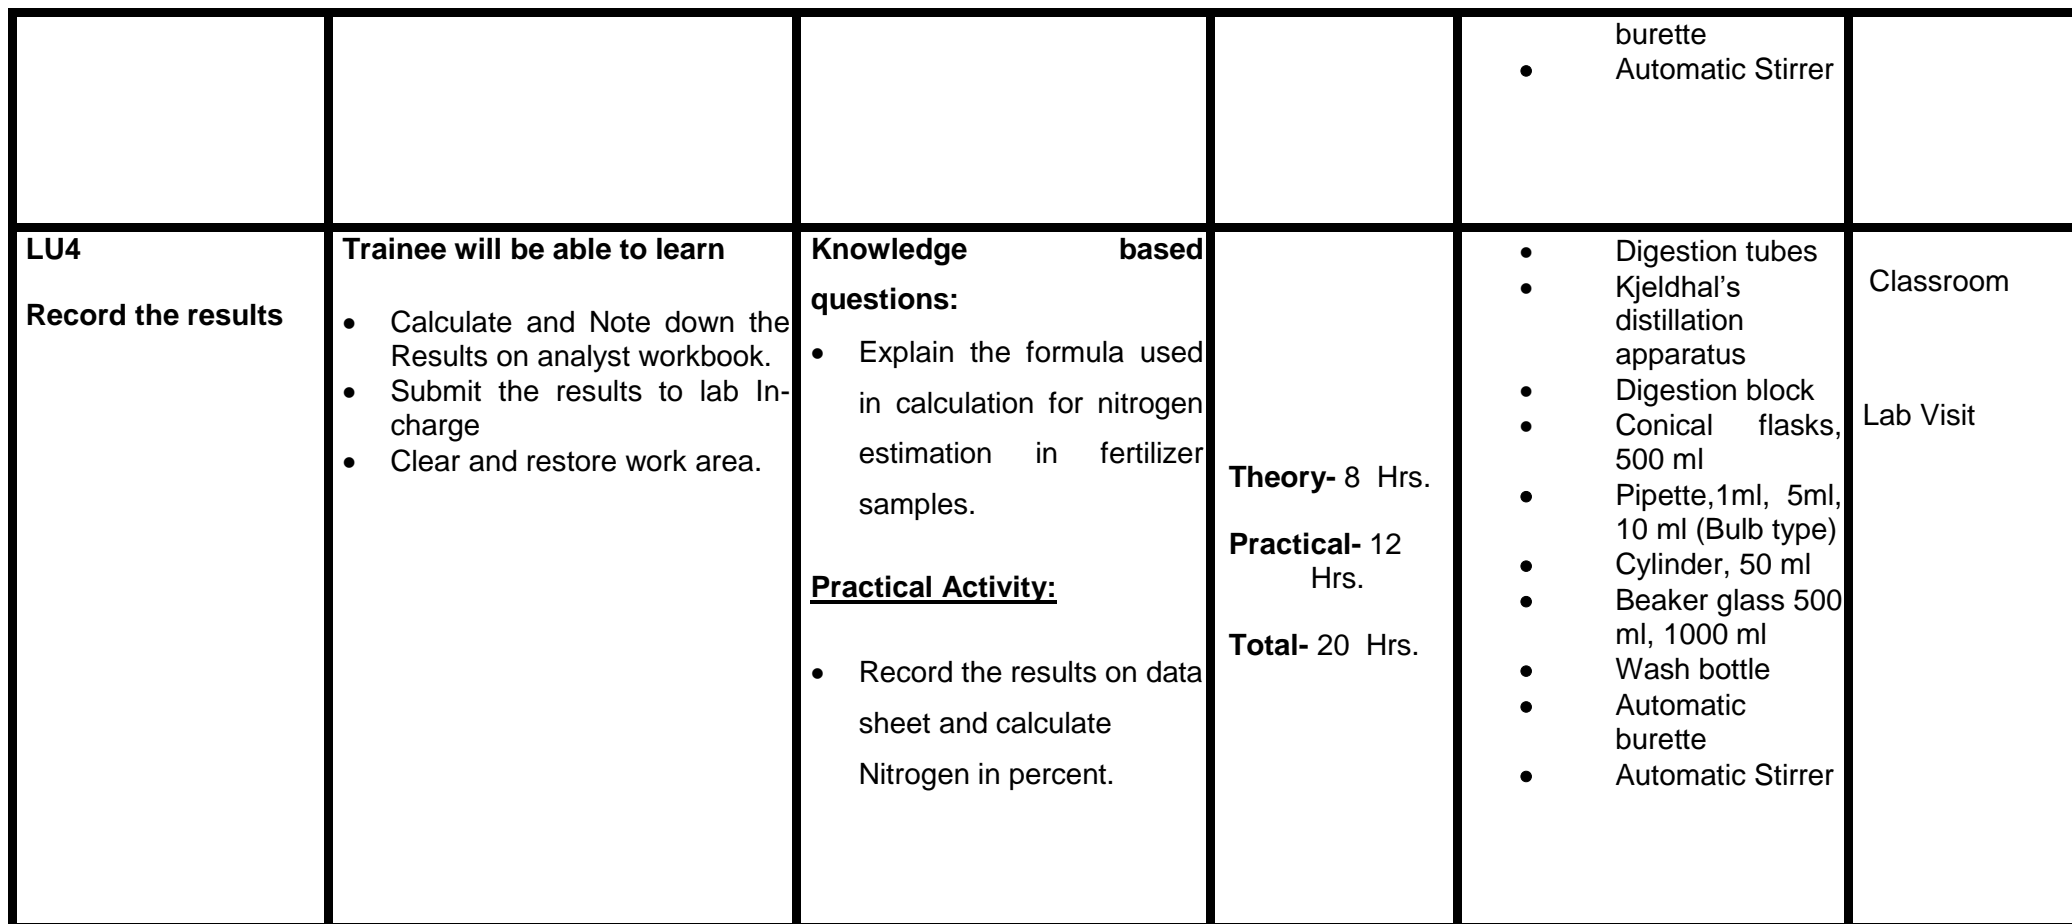 burette
● Automatic Stirrer
LU4
Record the results
Trainee will be able to learn
● Calculate and Note down the
Results on analyst workbook.
● Submit the results to lab In-
charge
● Clear and restore work area.
Knowledge based
questions:
● Explain the formula used
in calculation for nitrogen
estimation in fertilizer
samples.
Practical Activity:
● Record the results on data
sheet and calculate
Nitrogen in percent.
Theory- 8 Hrs.
Practical- 12
Hrs.
Total- 20 Hrs.
● Digestion tubes
● Kjeldhal’s
distillation
apparatus
● Digestion block
● Conical flasks,
500 ml
● Pipette,1ml, 5ml,
10 ml (Bulb type)
● Cylinder, 50 ml
● Beaker glass 500
ml, 1000 ml
● Wash bottle
● Automatic
burette
● Automatic Stirrer
Classroom
Lab Visit